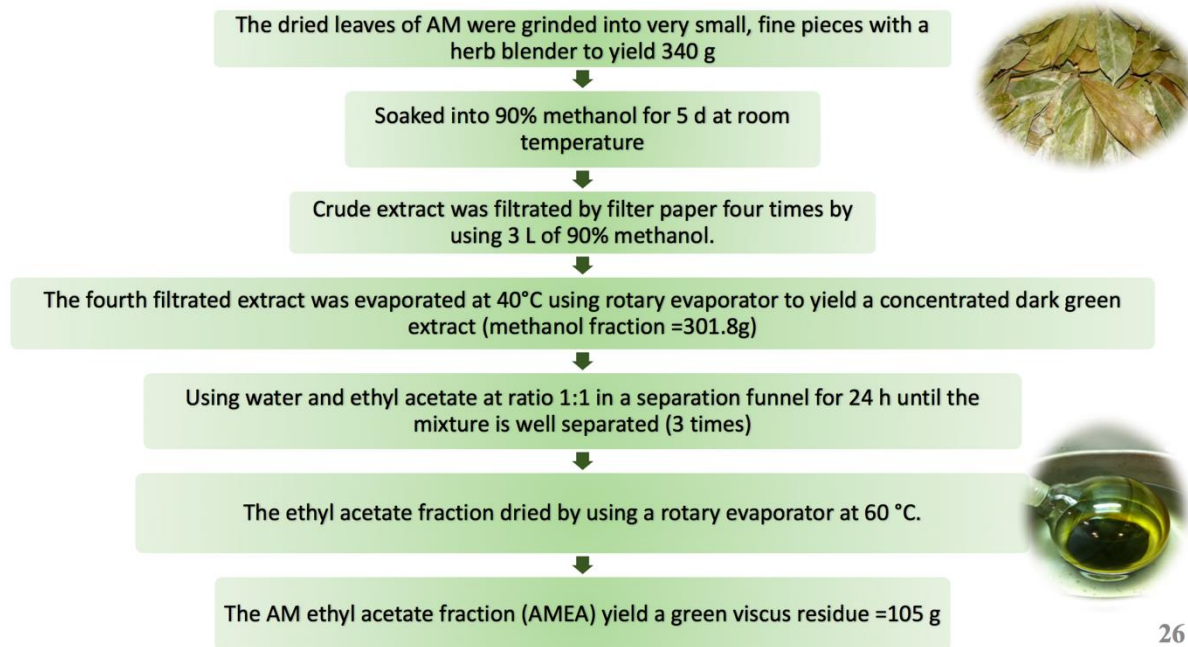 The dried leaves of AM were grinded into very small, fine pieces with a
herb blender to yield 340 g
Soaked into 90% methanol for 5 d at room
temperature
Crude extract was filtrated by filter paper four times by
using 3 L of 90% methanol.
The fourth filtrated extract was evaporated at 40°C using rotary evaporator to yield a concentrated dark green
extract (methanol fraction =301.8g)
Using water and ethyl acetate at ratio 1:1 in a separation funnel for 24 h until the
mixture is well separated (3 times)
The ethyl acetate fraction dried by using a rotary evaporator at 60 °C.
The AM ethyl acetate fraction (AMEA) yield a green viscus residue =105 g
26